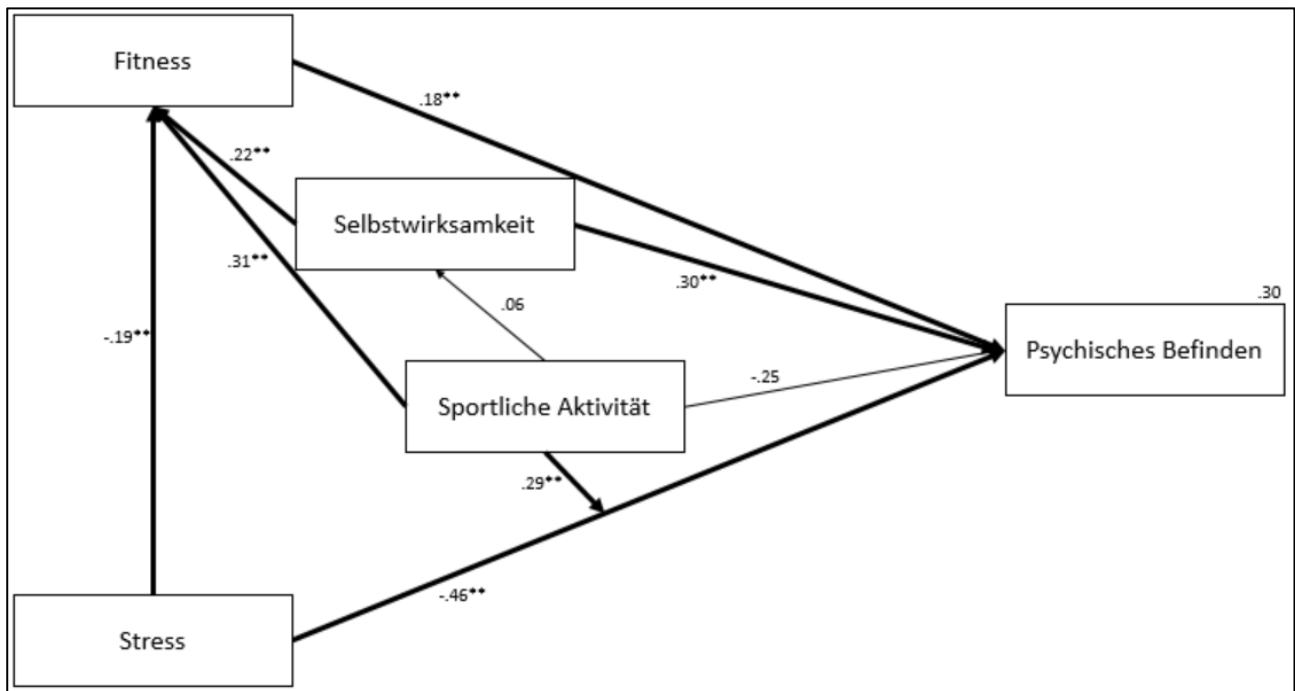 Fitness
.18**
.22**
Selbstwirksamkeit
.31**
.30**
.30
.06
-.19**
Psychisches Befinden
-.25
Sportliche Aktivität
.29**
-.46**
Stress